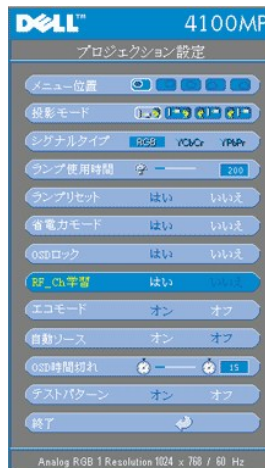 DELL™ 4100MP
プロジェクション設定
メニュー位置
投影モード
シグナルタイプ RGB YCbCr YPbPr
ランプ使用時間 200
ランプリセット はい いいえ
省電力モード はい いいえ
OSDロック はい いいえ
RF_Ch学習 はい いいえ
エコモード オン オフ
自動ソース オン オフ
OSD時間切れ 15
テストパターン オン オフ
終了
Analog RGB 1 Resolution 1024 x 768 / 60 Hz